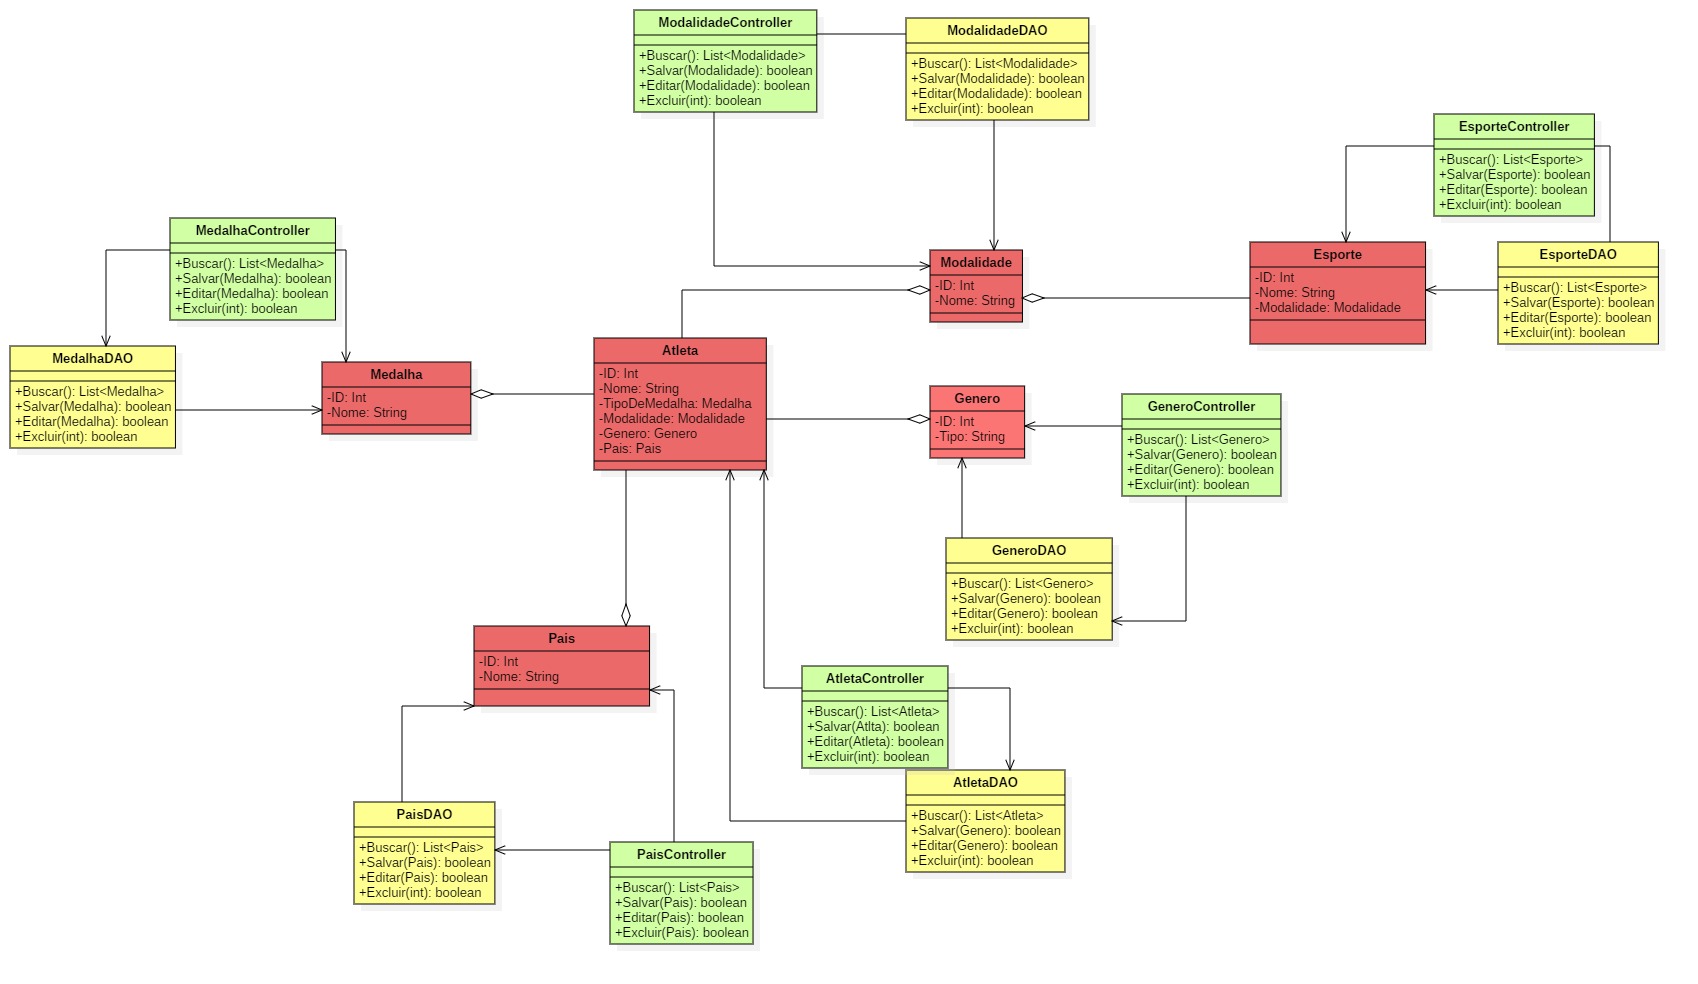 ModalidadeController
+Buscar(): List<Modalidade>
+Salvar(Modalidade): boolean
+Editar(Modalidade): boolean
+Excluir(int): boolean
ModalidadeDAO
+Buscar(): List<Modalidade>
+Salvar(Modalidade): boolean
+Editar(Modalidade): boolean
+Excluir(int): boolean
EsporteController
+Buscar(): List<Esporte>
+Salvar(Esporte): boolean
+Editar(Esporte): boolean
+Excluir(int): boolean
MedalhaController
+Buscar(): List<Medalha>
+Salvar(Medalha): boolean
+Editar(Medalha): boolean
+Excluir(int): boolean
Modalidade
-ID: Int
-Nome: String
Esporte
-ID: Int
-Nome: String
-Modalidade: Modalidade
EsporteDAO
+Buscar(): List<Esporte>
+Salvar(Esporte): boolean
+Editar(Esporte): boolean
+Excluir(int): boolean
MedalhaDAO
+Buscar(): List<Medalha>
+Salvar(Medalha): boolean
+Editar(Medalha): boolean
+Excluir(int): boolean
Medalha
-ID: Int
-Nome: String
Atleta
-ID: Int
-Nome: String
-TipoDeMedalha: Medalha
-Modalidade: Modalidade
-Genero: Genero
-Pais: Pais
Genero
-ID: Int
-Tipo: String
GeneroController
+Buscar(): List<Genero>
+Salvar(Genero): boolean
+Editar(Genero): boolean
+Excluir(int): boolean
GeneroDAO
+Buscar(): List<Genero>
+Salvar(Genero): boolean
+Editar(Genero): boolean
+Excluir(int): boolean
Pais
-ID: Int
-Nome: String
AtletaController
+Buscar(): List<Atleta>
+Salvar(Atlta): boolean
+Editar(Atleta): boolean
+Excluir(int): boolean
AtletaDAO
+Buscar(): List<Atleta>
+Salvar(Genero): boolean
+Editar(Genero): boolean
+Excluir(int): boolean
PaisDAO
+Buscar(): List<Pais>
+Salvar(Pais): boolean
+Editar(Pais): boolean
+Excluir(int): boolean
PaisController
+Buscar(): List<Pais>
+Salvar(Pais): boolean
+Editar(Pais): boolean
+Excluir(Pais): boolean